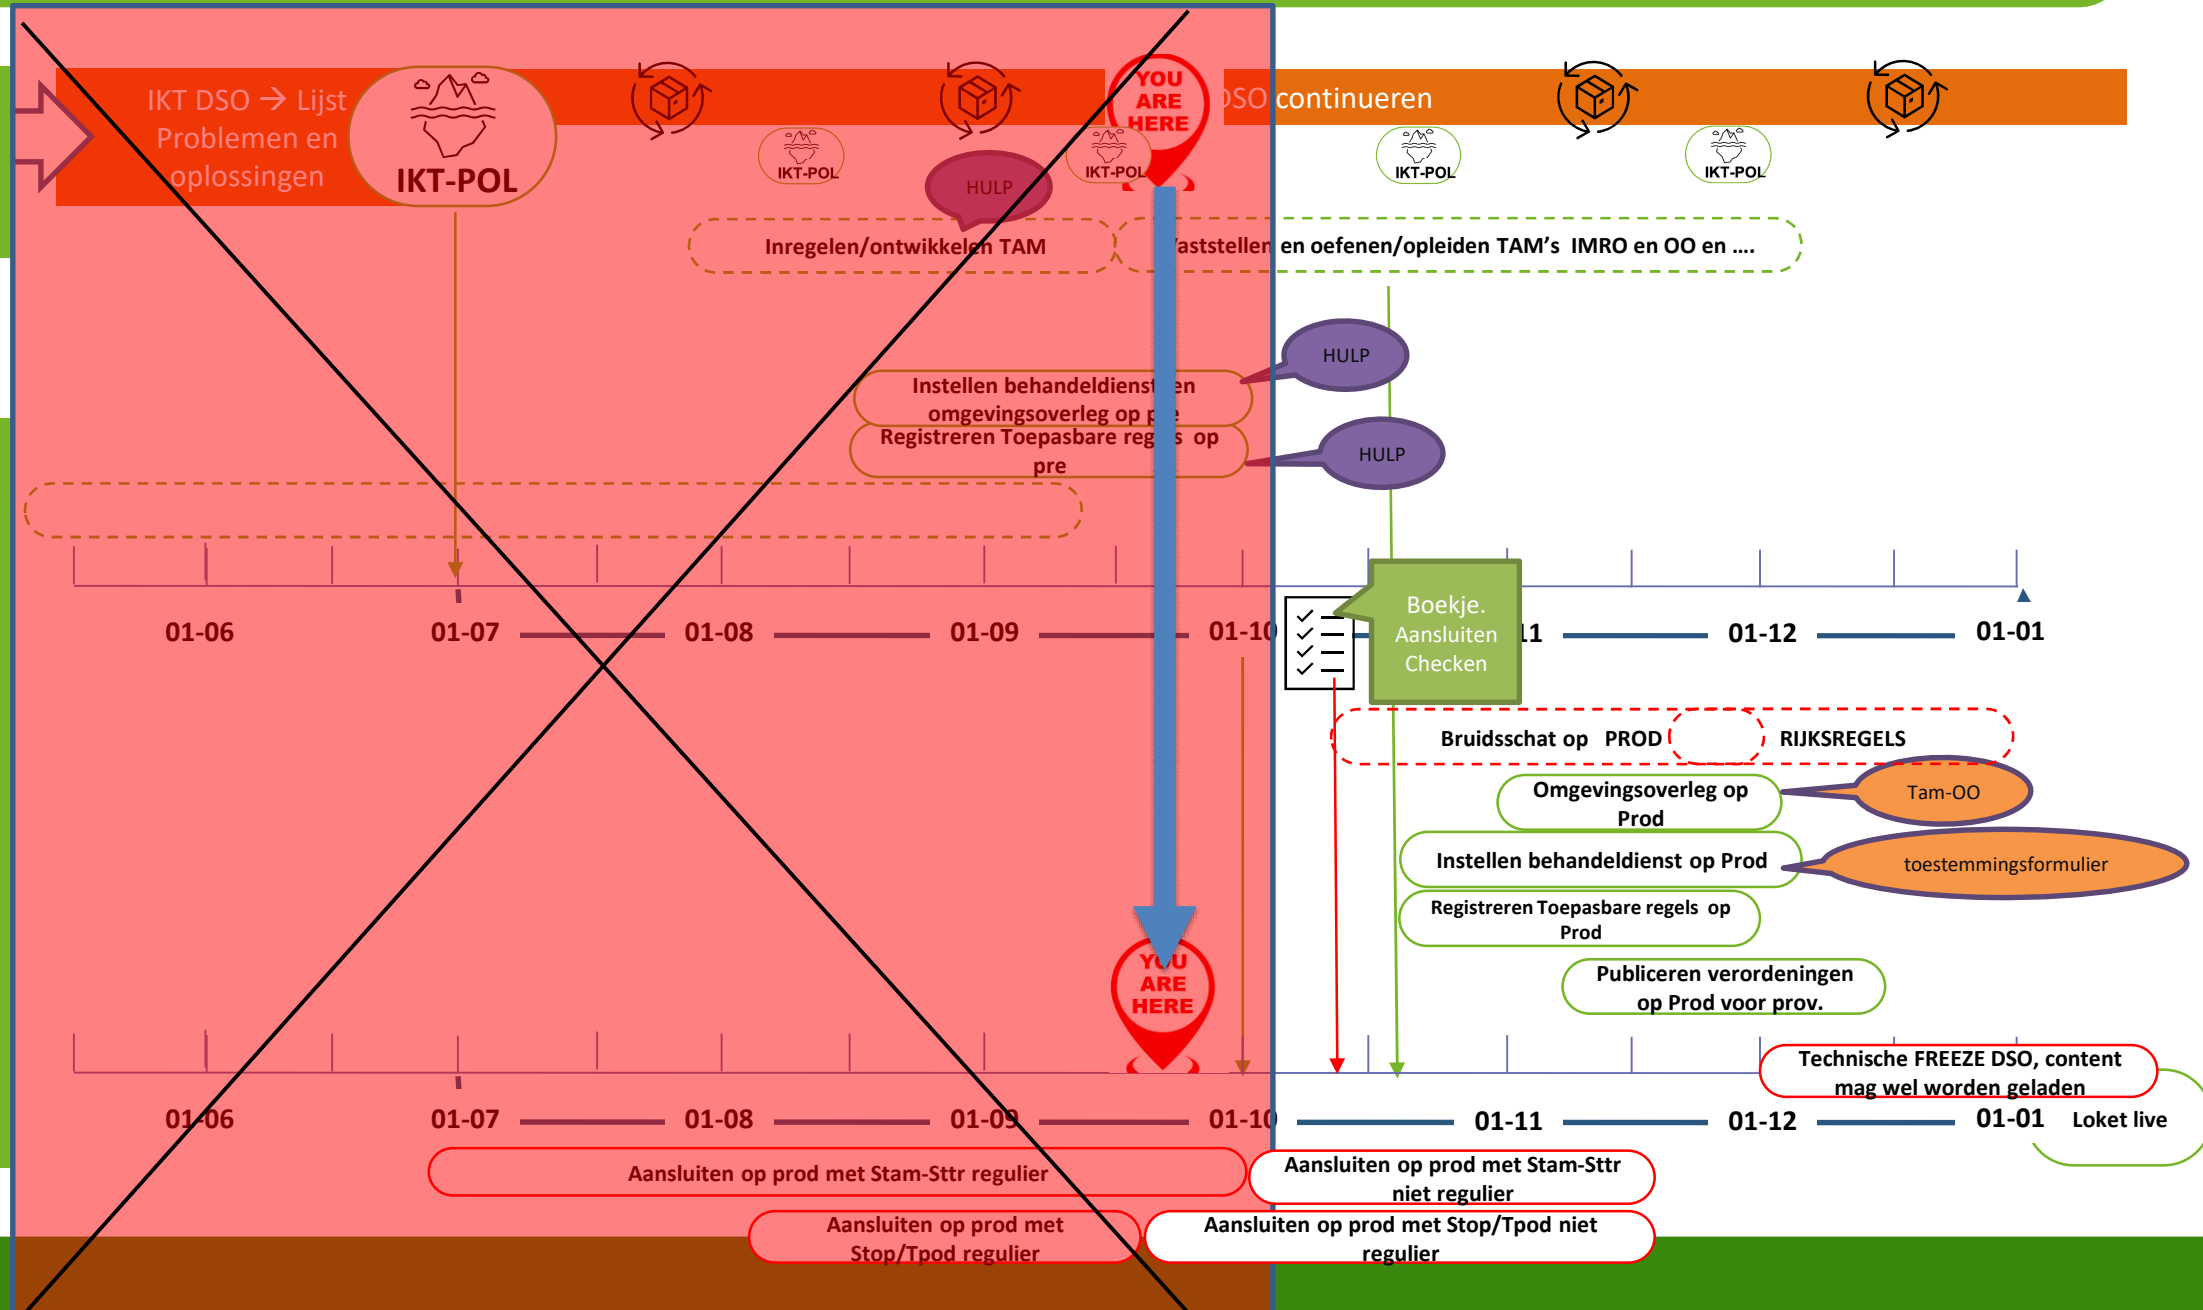 IKT DSO → Lijst
Problemen en
oplossingen
IKT-POL
YOU
ARE
HERE
DSO continueren
IKT-POL
IKT-POL
IKT-POL
IKT-POL
HULP
Inregelen/ontwikkelen TAM
Vaststellen en oefenen/opleiden TAM's IMRO en OO en ....
HULP
Instellen behandeldienst en
omgevingsoverleg op pre
Registreren Toepasbare regels op
pre
HULP
Boekje.
Aansluiten
Checken
01-06
01-07
01-08
01-09
01-10
11
01-12
01-01
Bruidsschat op PROD
RIJKSREGELS
Omgevingsoverleg op
Prod
Tam-OO
Instellen behandeldienst op Prod
toestemmingsformulier
Registreren Toepasbare regels op
Prod
YOU
ARE
HERE
Publiceren verordeningen
op Prod voor prov.
Technische FREEZE DSO, content
mag wel worden geladen
01-06
01-07
01-08
01-09
01-10
01-11
01-12
01-01
Loket live
Aansluiten op prod met Stam-Sttr regulier
Aansluiten op prod met Stam-Sttr
niet regulier
Aansluiten op prod met
Stop/Tpod regulier
Aansluiten op prod met Stop/Tpod niet
regulier